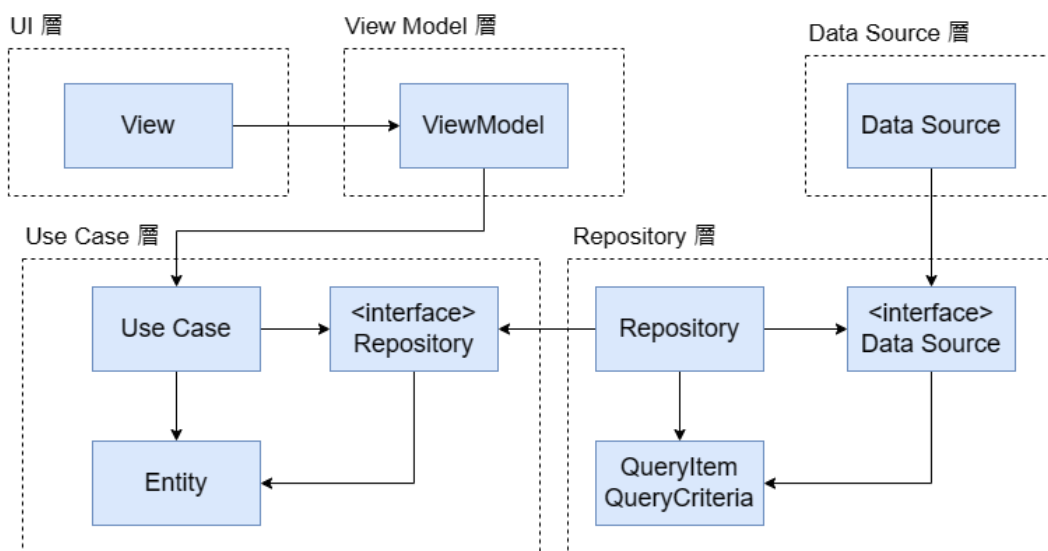 UI 層
View Model 層
Data Source 層
View
ViewModel
Data Source
Use Case 層
Repository 層
Use Case
<interface>
Repository
Repository
<interface>
Data Source
Entity
QueryItem
QueryCriteria